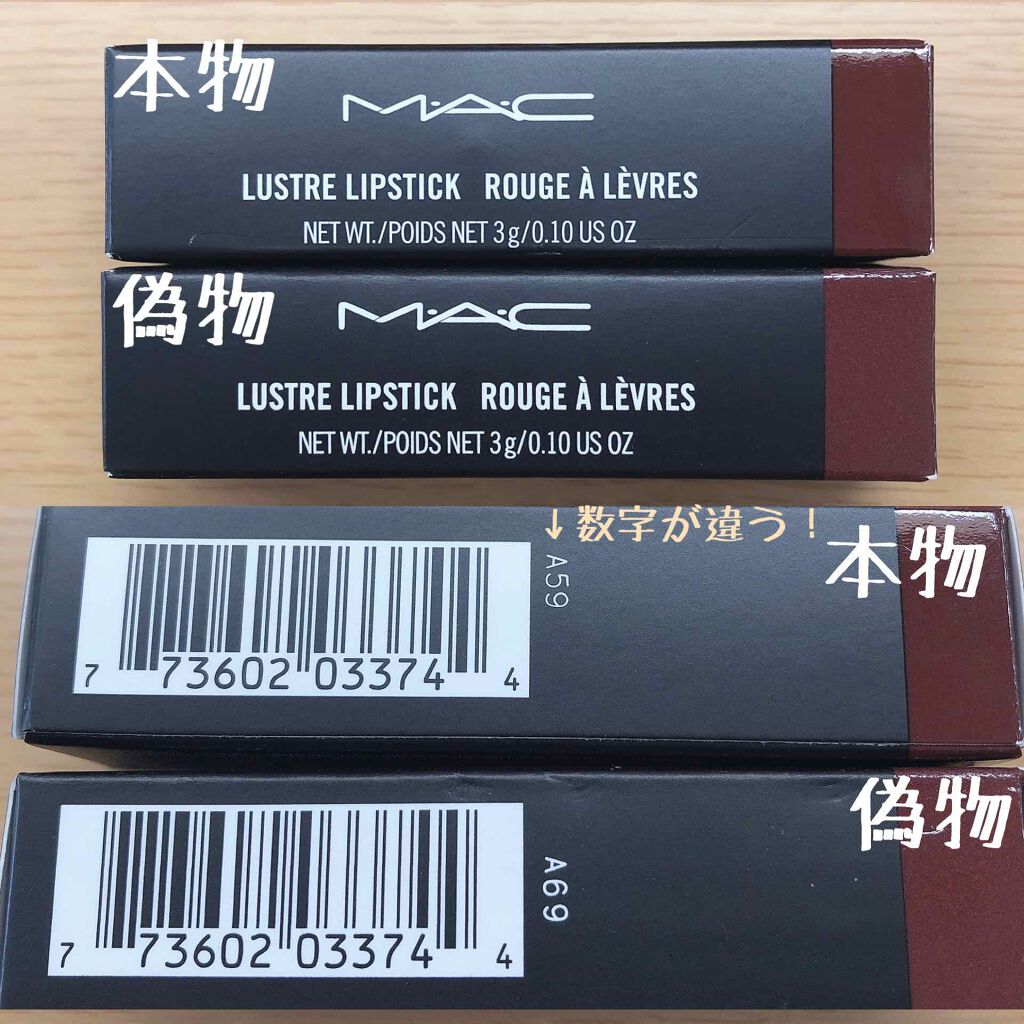 本物
M·A·C
LUSTRE LIPSTICK ROUGE À LÈVRES
NET WT./POIDS NET 3g/0.10 US OZ
偽物
M·A·C
LUSTRE LIPSTICK ROUGE À LÈVRES
NET WT./POIDS NET 3g/0.10 US OZ
↓数字が違う！
本物
A59
7 73602 03374 4
偽物
A69
7 73602 03374 4